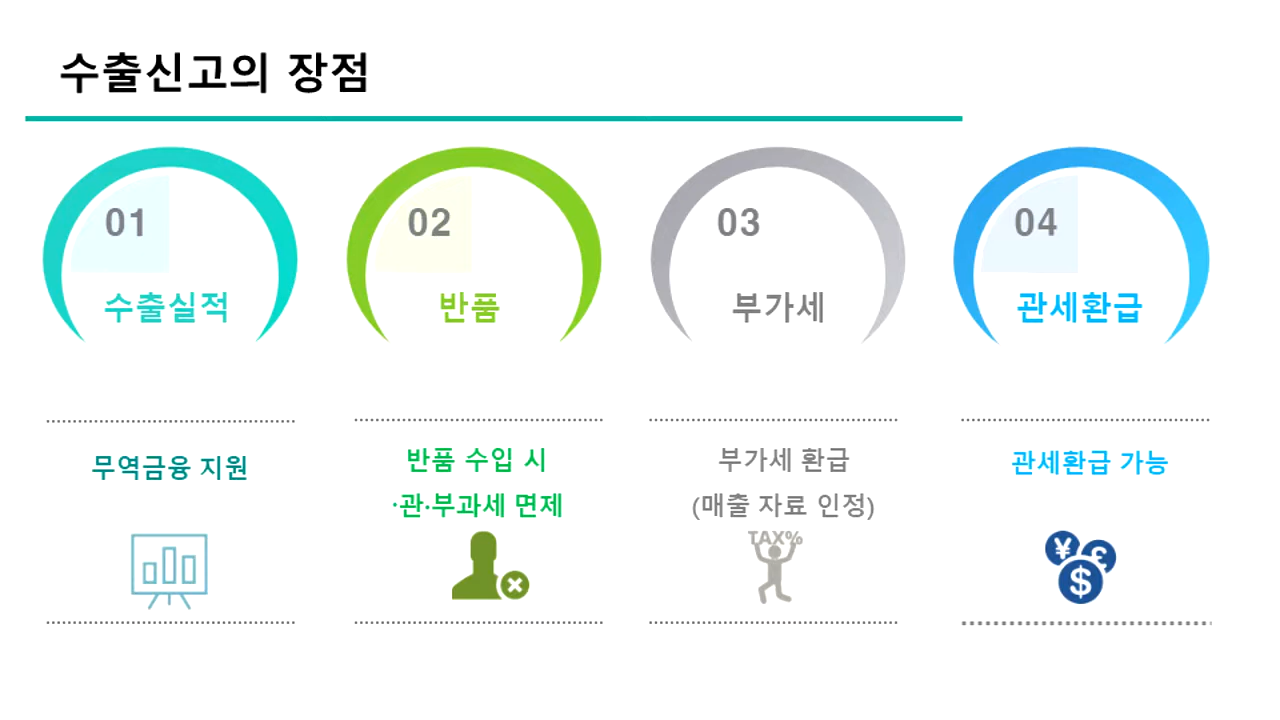 수출신고의 장점
01
수출실적
02
반품
03
부가세
04
관세환급
무역금융 지원
반품 수입 시
·관·부과세 면제
부가세 환급
(매출 자료 인정)
TAX%
관세환급 가능
¥
£
$